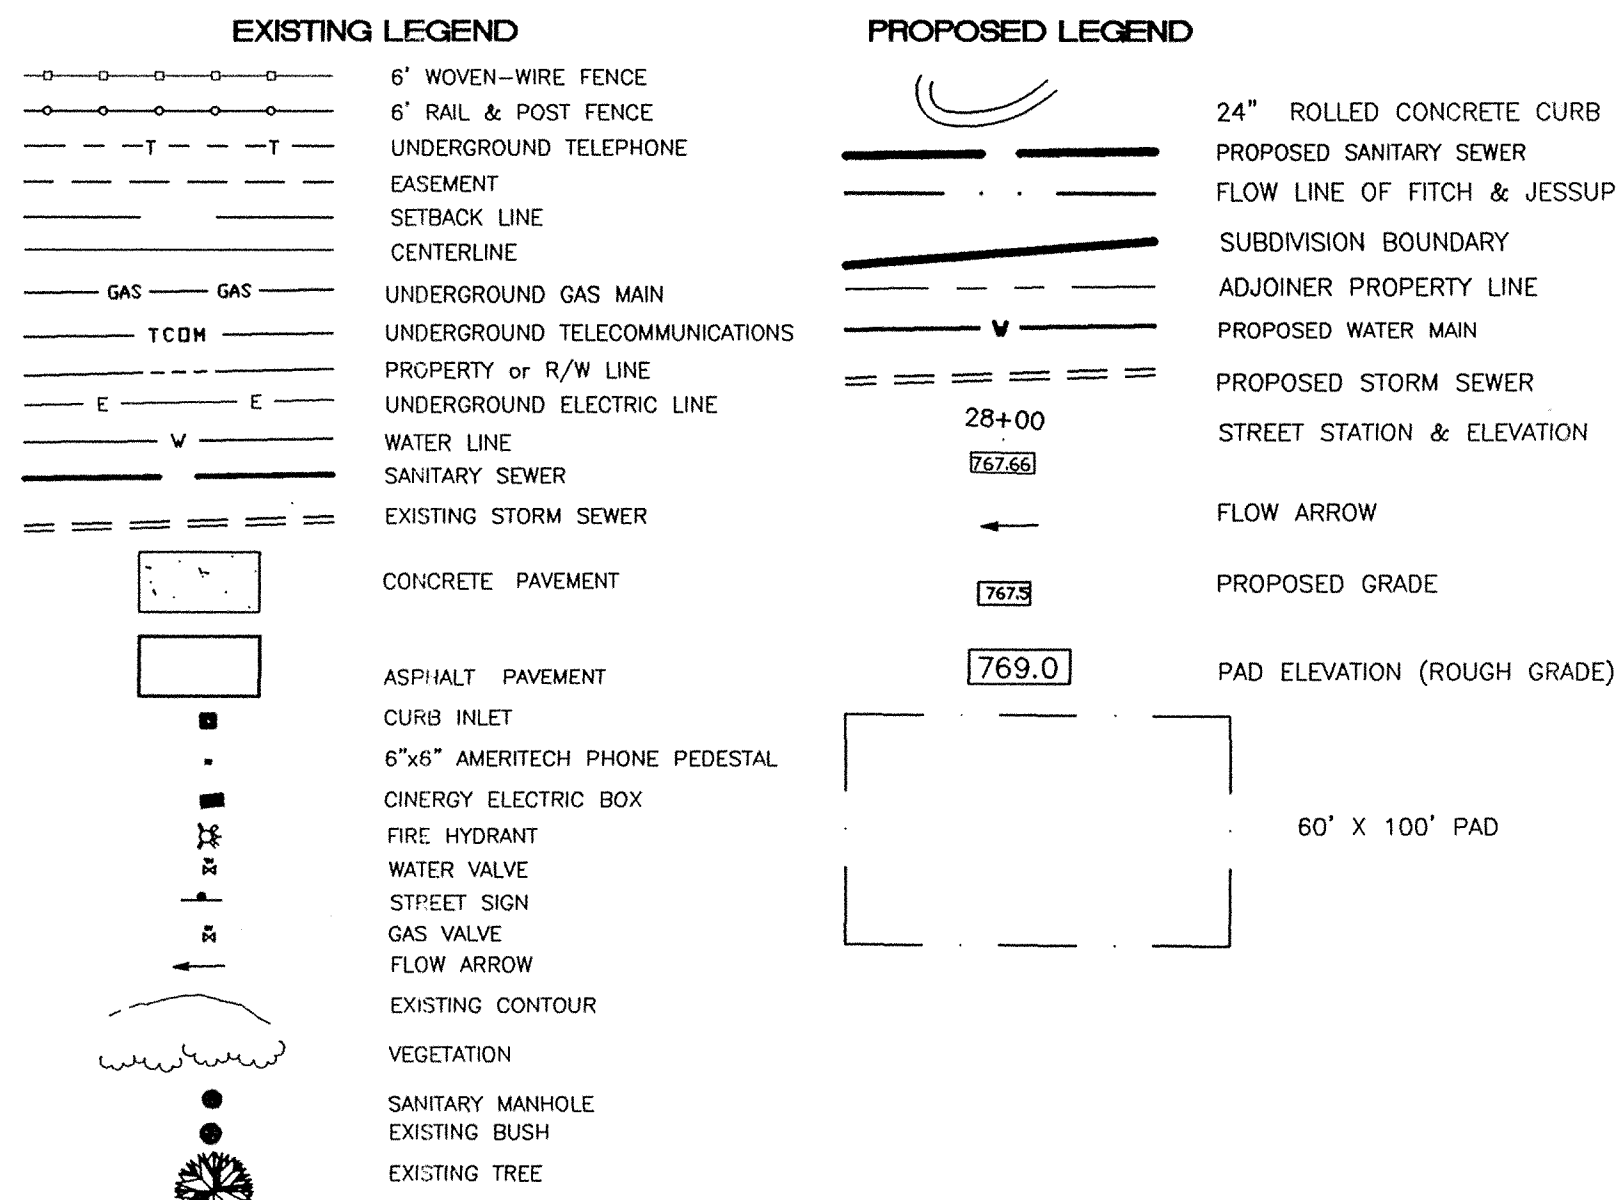 EXISTING LEGEND
6' WOVEN-WIRE FENCE
6' RAIL & POST FENCE
T T UNDERGROUND TELEPHONE
EASEMENT
SETBACK LINE
CENTERLINE
GAS GAS UNDERGROUND GAS MAIN
TCOM UNDERGROUND TELECOMMUNICATIONS
PROPERTY or R/W LINE
E E UNDERGROUND ELECTRIC LINE
W WATER LINE
SANITARY SEWER
EXISTING STORM SEWER
CONCRETE PAVEMENT
ASPHALT PAVEMENT
CURB INLET
6"x6" AMERITECH PHONE PEDESTAL
CINERGY ELECTRIC BOX
FIRE HYDRANT
WATER VALVE
STREET SIGN
GAS VALVE
FLOW ARROW
EXISTING CONTOUR
VEGETATION
SANITARY MANHOLE
EXISTING BUSH
EXISTING TREE
PROPOSED LEGEND
24" ROLLED CONCRETE CURB
PROPOSED SANITARY SEWER
FLOW LINE OF FITCH & JESSUP
SUBDIVISION BOUNDARY
ADJOINER PROPERTY LINE
W PROPOSED WATER MAIN
PROPOSED STORM SEWER
28+00
STREET STATION & ELEVATION
767.66
FLOW ARROW
767.5 PROPOSED GRADE
769.0 PAD ELEVATION (ROUGH GRADE)
60' X 100' PAD